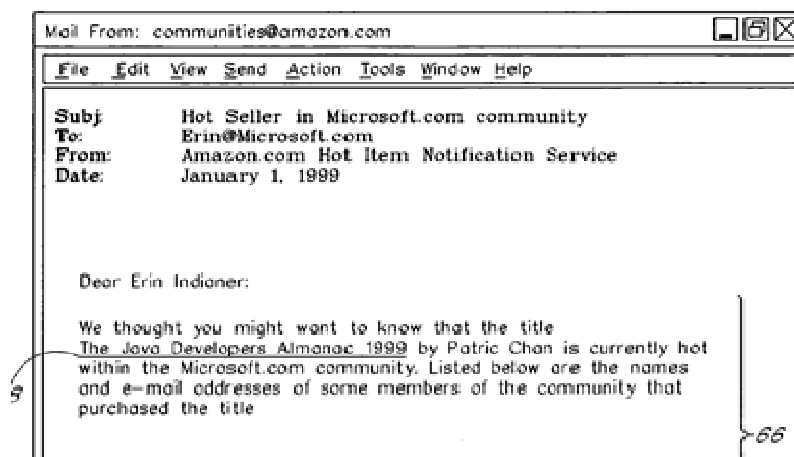 Mail From: communities@amazon.com
File Edit View Send Action Tools Window Help
Subj: Hot Seller in Microsoft.com community
To: Erin@Microsoft.com
From: Amazon.com Hot Item Notification Service
Date: January 1, 1999
Dear Erin Indianer:
We thought you might want to know that the title
The Java Developers Almanac 1999 by Patric Chan is currently hot
within the Microsoft.com community. Listed below are the names
and e-mail addresses of some members of the community that
purchased the title
66